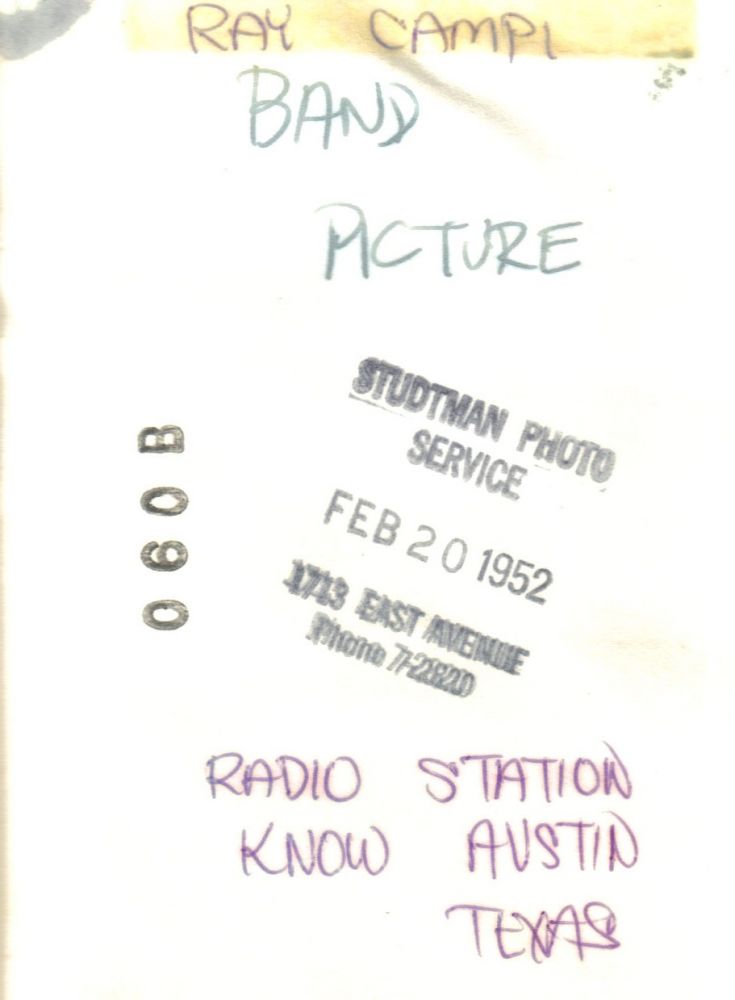 RAY CAMPI
BAND
PICTURE
STUDTMAN PHOTO
SERVICE
FEB 20 1952
1713 EAST AVENUE
Phone 7-2820
060B
RADIO STATION
KNOW AUSTIN
TEXAS